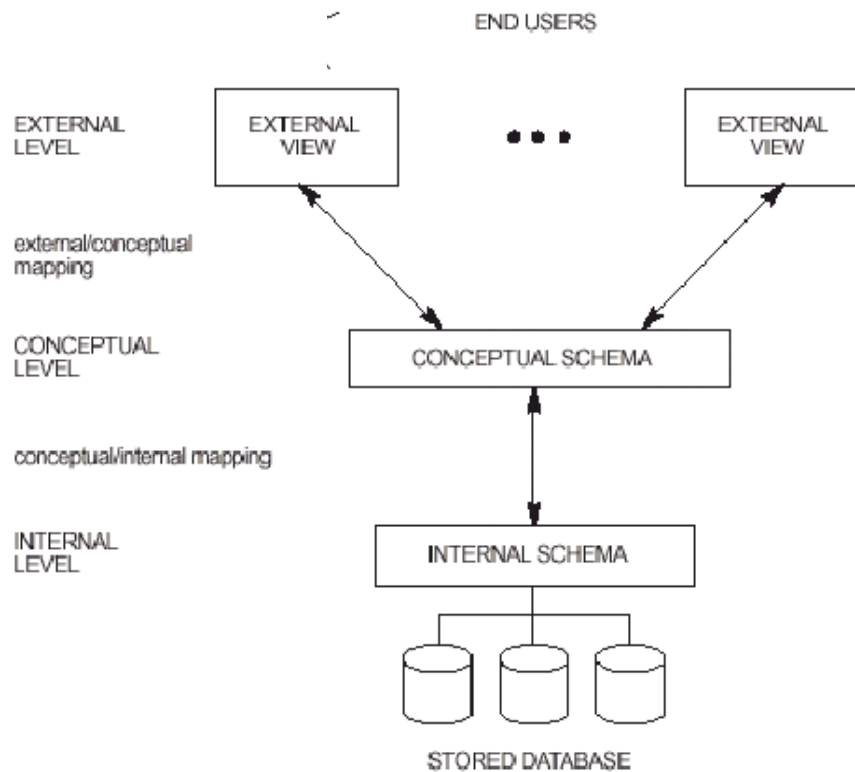 END USERS
EXTERNAL
LEVEL
EXTERNAL
VIEW
EXTERNAL
VIEW
external/conceptual
mapping
CONCEPTUAL
LEVEL
CONCEPTUAL SCHEMA
conceptual/internal mapping
INTERNAL
LEVEL
INTERNAL SCHEMA
STORED DATABASE